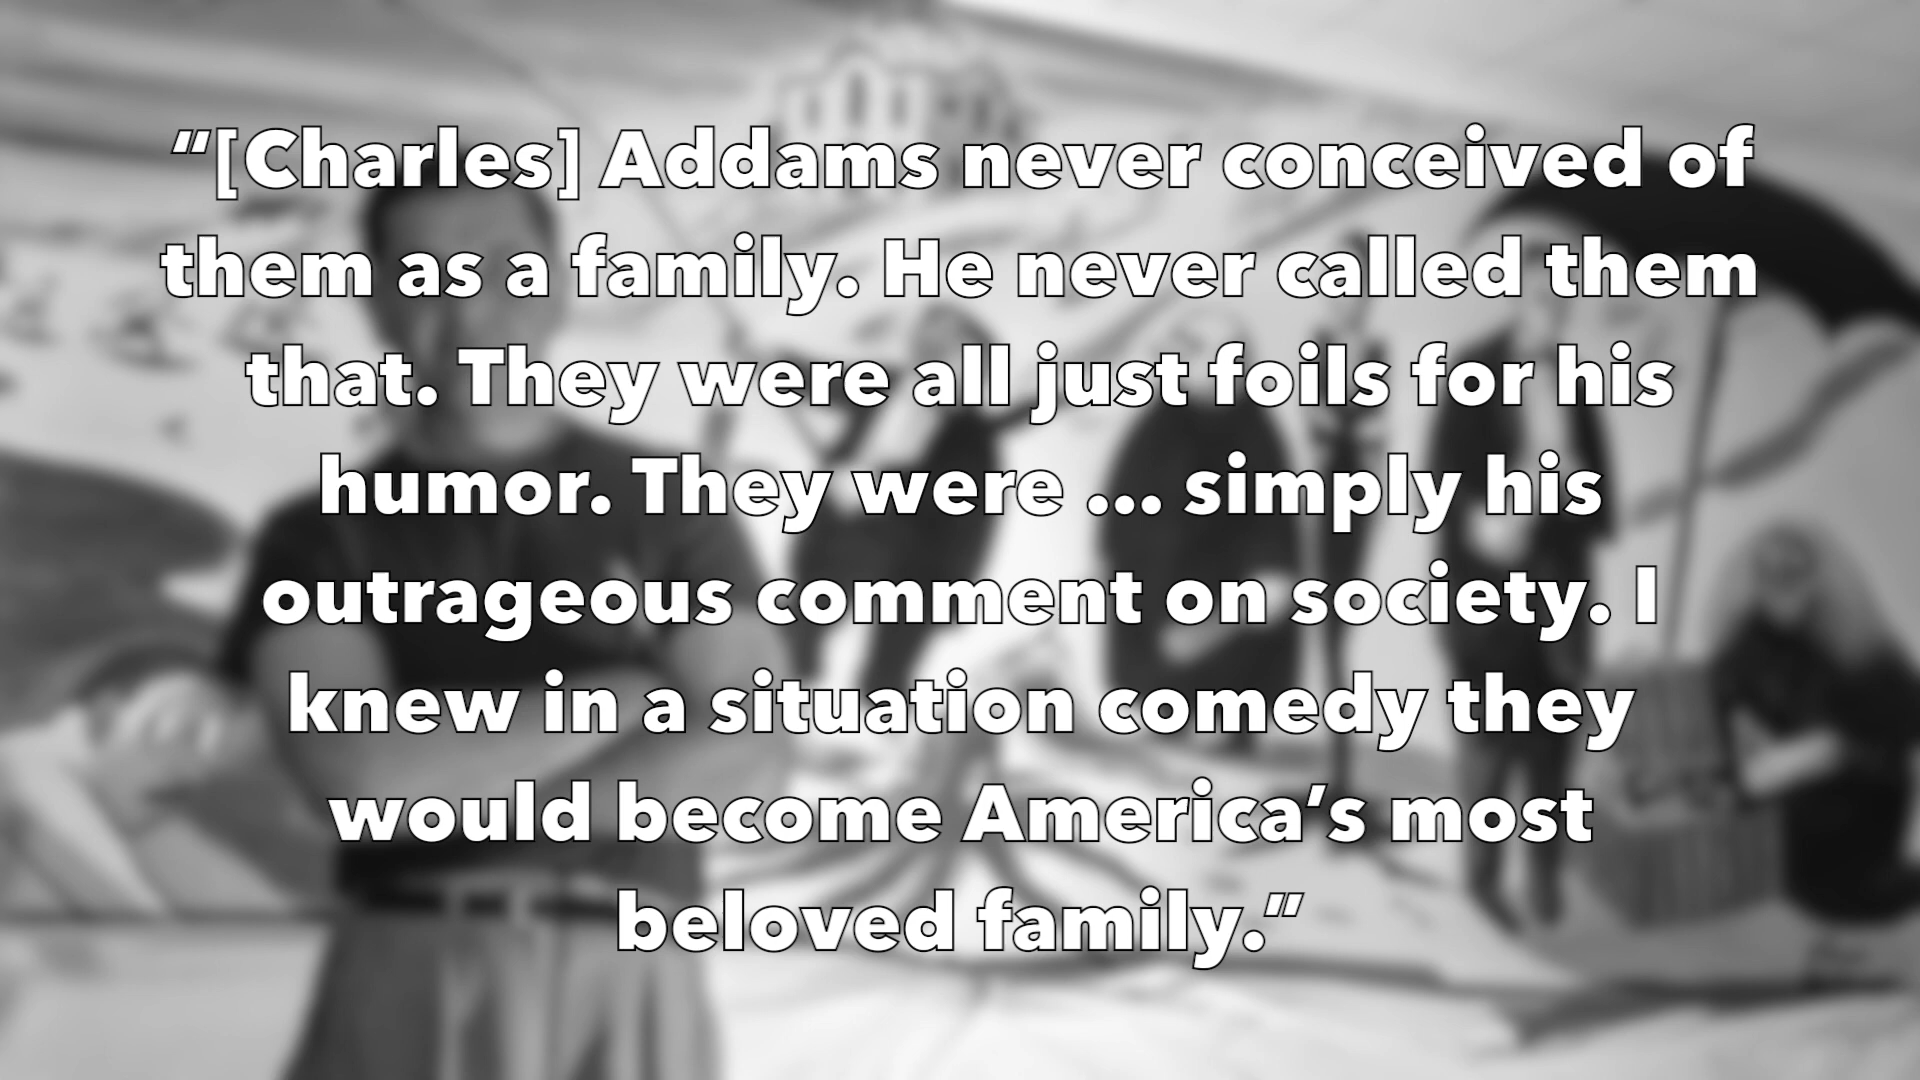 “[Charles] Addams never conceived of
them as a family. He never called them
that. They were all just foils for his
humor. They were ... simply his
outrageous comment on society. I
knew in a situation comedy they
would become America’s most
beloved family.”